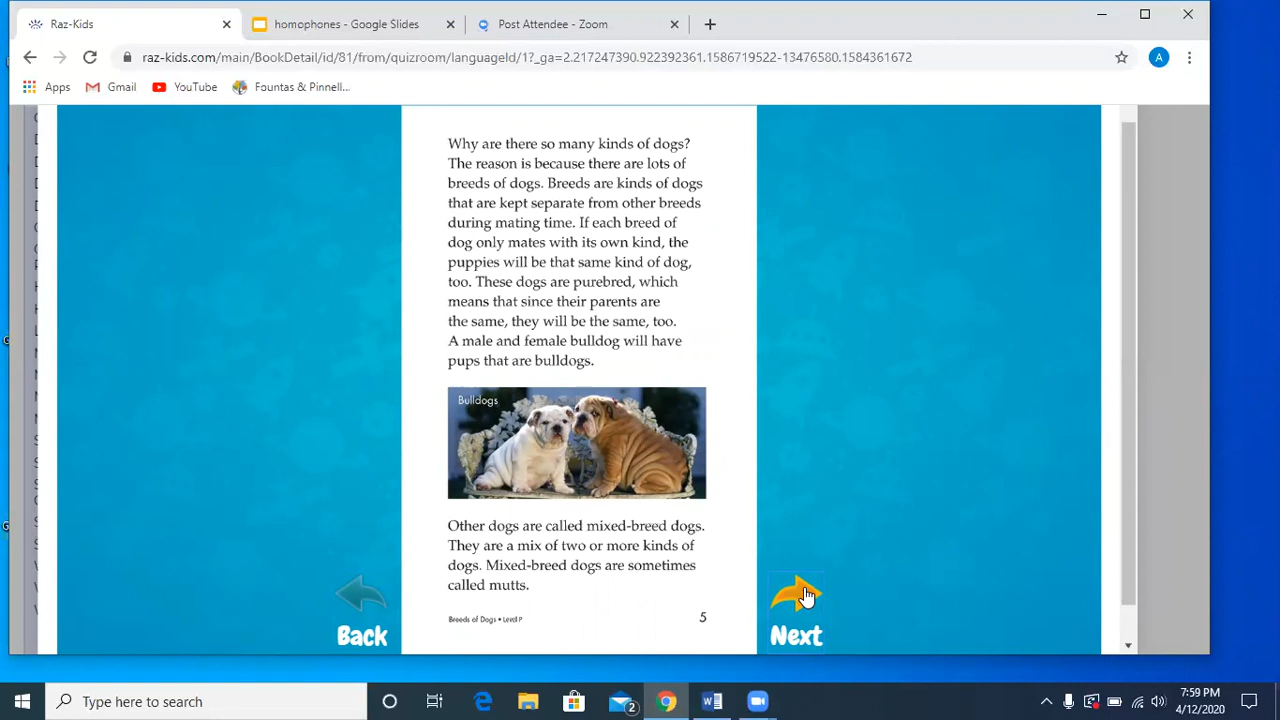 Raz-Kids
homophones - Google Slides
Post Attendee - Zoom
raz-kids.com/main/BookDetail/id/81/from/quizroom/languageId/1?_ga=2.217247390.922392361.1586719522-13476580.1584361672
A
Apps
Gmail
YouTube
Fountas & Pinnell...
Why are there so many kinds of dogs?
The reason is because there are lots of
breeds of dogs. Breeds are kinds of dogs
that are kept separate from other breeds
during mating time. If each breed of
dog only mates with its own kind, the
puppies will be that same kind of dog,
too. These dogs are purebred, which
means that since their parents are
the same, they will be the same, too.
A male and female bulldog will have
pups that are bulldogs.
Bulldogs
Other dogs are called mixed-breed dogs.
They are a mix of two or more kinds of
dogs. Mixed-breed dogs are sometimes
called mutts.
Breeds of Dogs • Level P
5
Back
Next
Type here to search
2
7:59 PM
4/12/2020